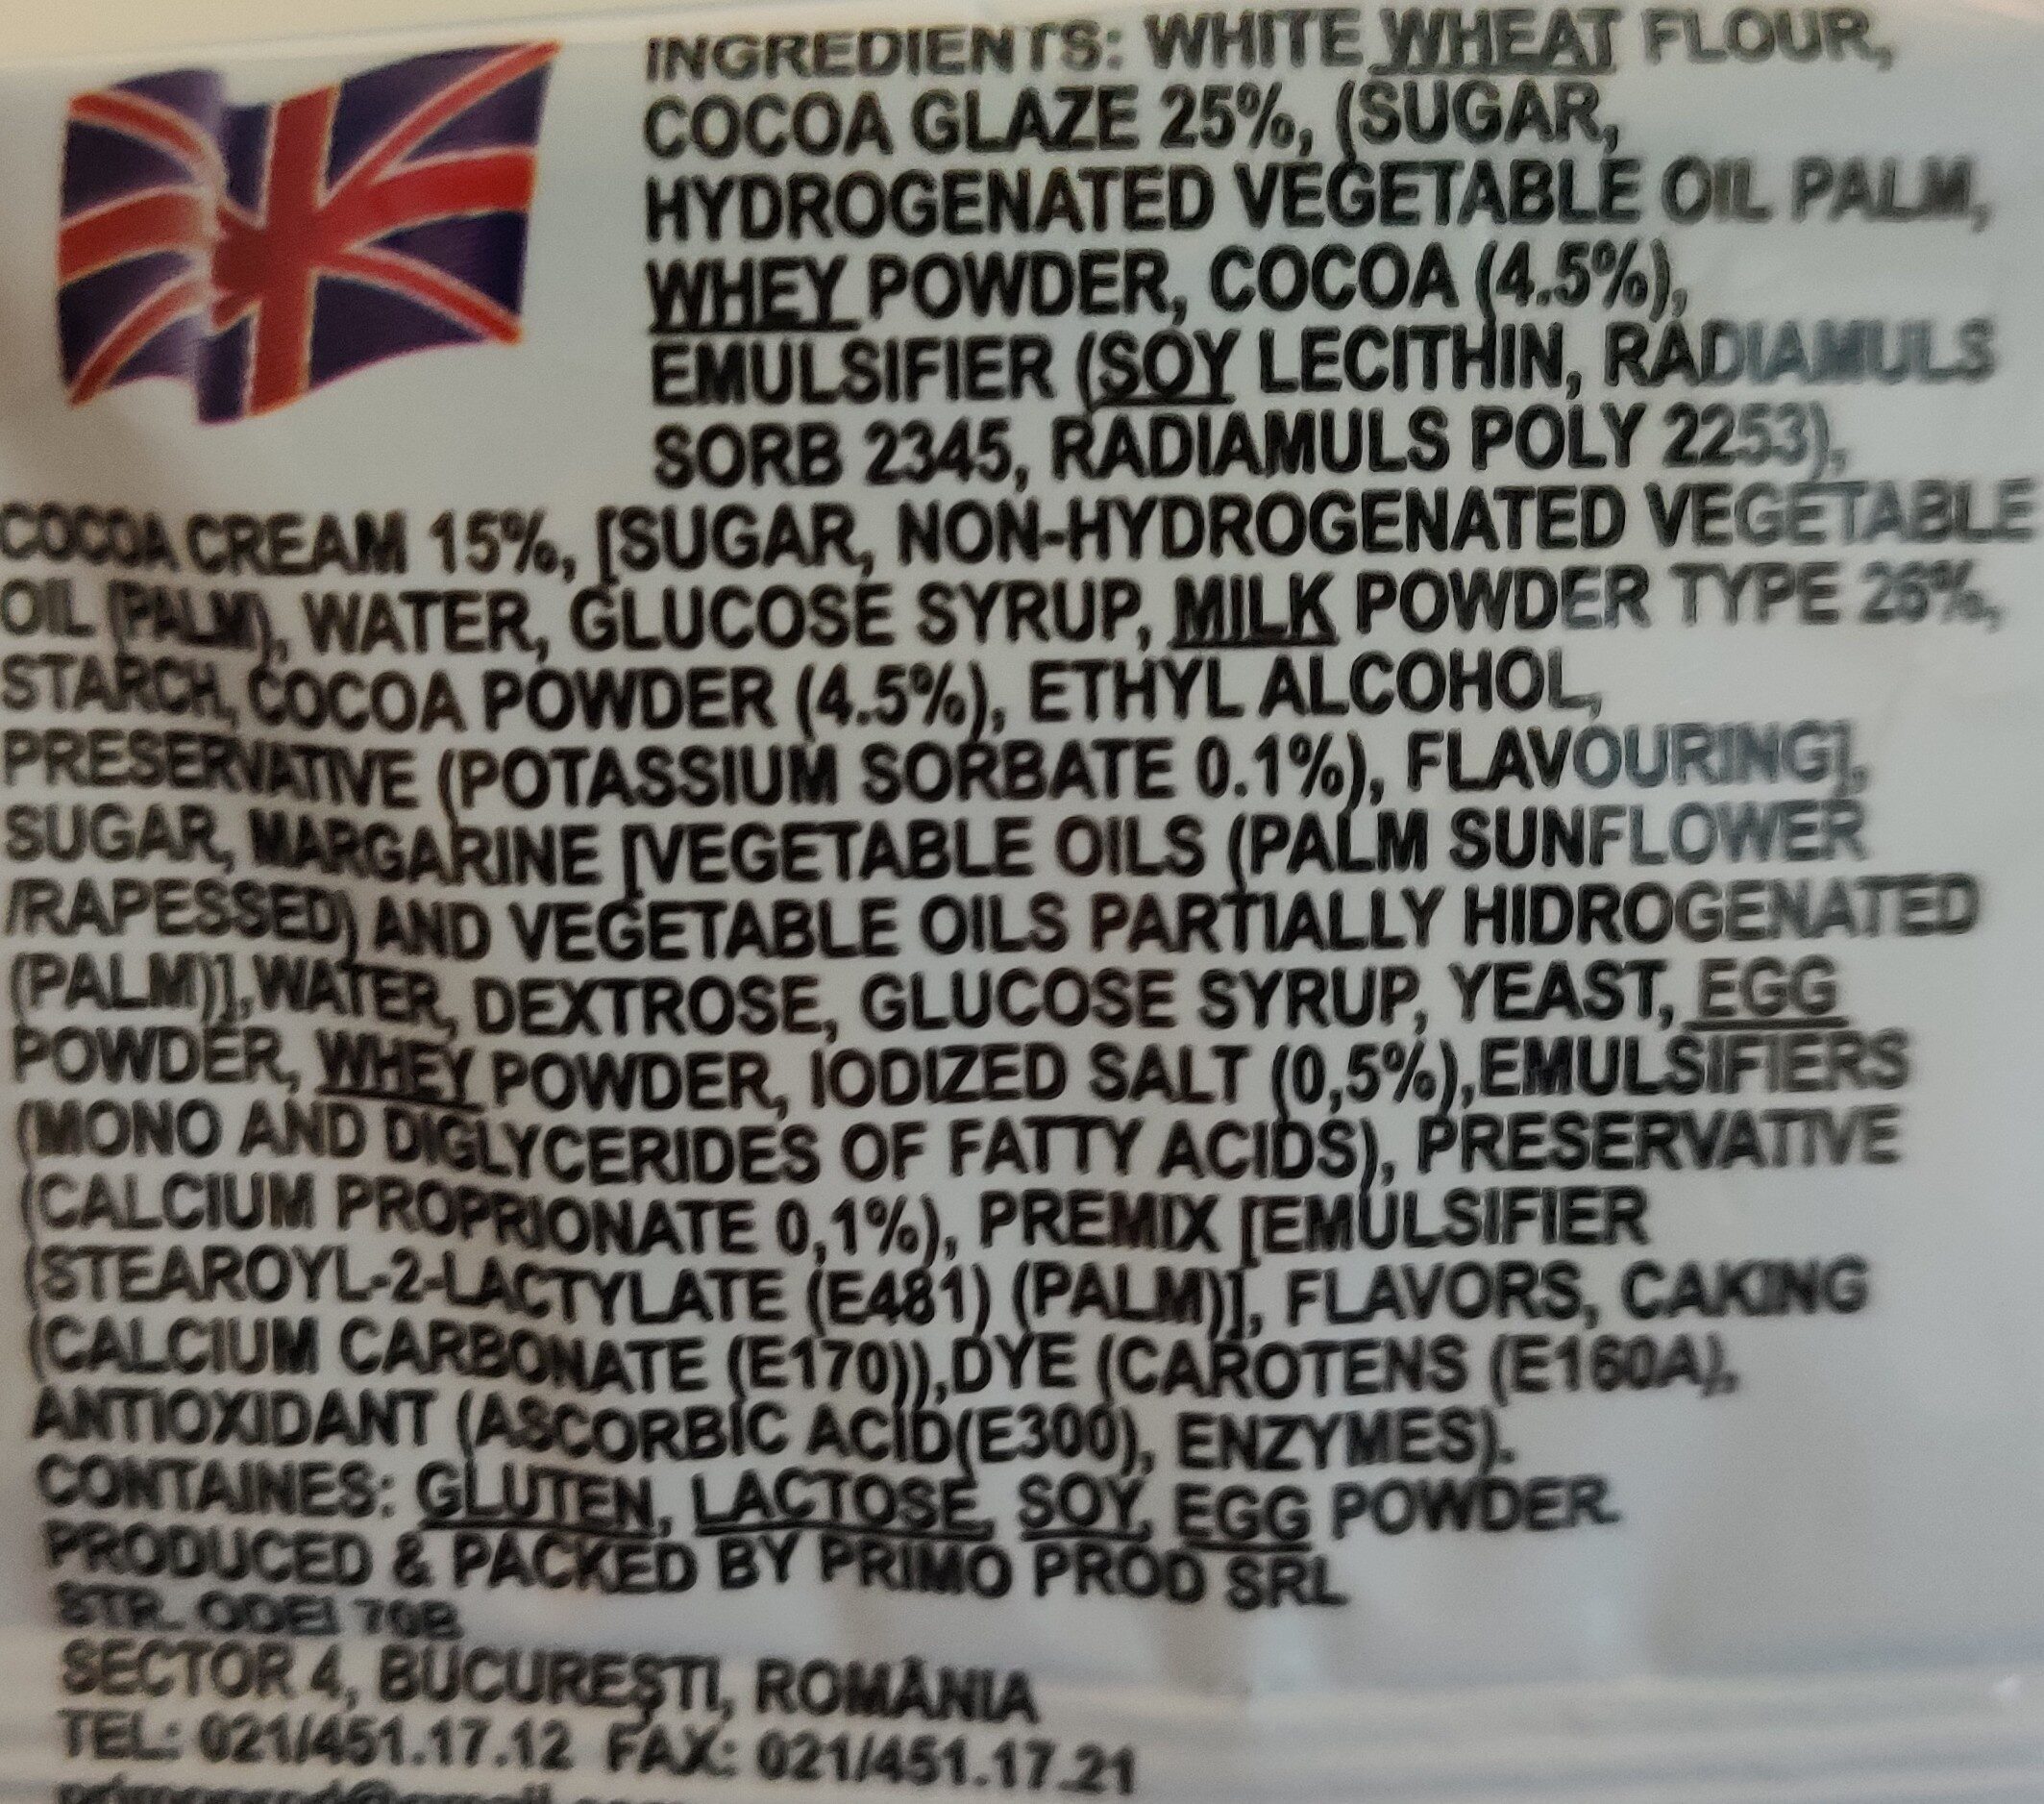 INGREDIENTS: WHITE WHEAT FLOUR,
COCOA GLAZE 25%, (SUGAR,
HYDROGENATED VEGETABLE OIL PALM,
WHEY POWDER, COCOA (4.5%),
EMULSIFIER (SOY LECITHIN, RADIAMULS
SORB 2345, RADIAMULS POLY 2253),
COCOA CREAM 15%, [SUGAR, NON-HYDROGENATED VEGETABLE
OIL (PALM), WATER, GLUCOSE SYRUP, MILK POWDER TYPE 26%,
STARCH, COCOA POWDER (4.5%), ETHYL ALCOHOL,
PRESERVATIVE (POTASSIUM SORBATE 0.1%), FLAVOURING],
SUGAR, MARGARINE [VEGETABLE OILS (PALM SUNFLOWER
/RAPESSED) AND VEGETABLE OILS PARTIALLY HIDROGENATED
(PALM)],WATER, DEXTROSE, GLUCOSE SYRUP, YEAST, EGG
POWDER, WHEY POWDER, IODIZED SALT (0,5%),EMULSIFIERS
(MONO AND DIGLYCERIDES OF FATTY ACIDS), PRESERVATIVE
(CALCIUM PROPRIONATE 0,1%), PREMIX [EMULSIFIER
(STEAROYL-2-LACTYLATE (E481) (PALM)], FLAVORS, CAKING
(CALCIUM CARBONATE (E170)),DYE (CAROTENS (E160A),
ANTIOXIDANT (ASCORBIC ACID(E300), ENZYMES).
CONTAINES: GLUTEN, LACTOSE, SOY, EGG POWDER.
PRODUCED & PACKED BY PRIMO PROD SRL
STR. ODEI 70B
SECTOR 4, BUCUREŞTI, ROMÂNIA
TEL: 021/451.17.12 FAX: 021/451.17.21